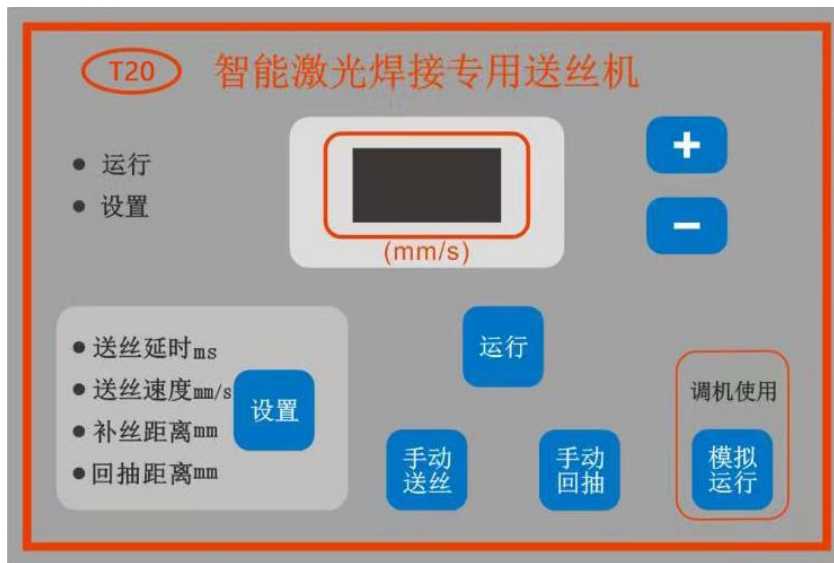 T20 智能激光焊接专用送丝机
运行
设置
+
−
(mm/s)
送丝延时ms
送丝速度mm/s
补丝距离mm
回抽距离mm
设置
运行
手动
送丝
手动
回抽
调机使用
模拟
运行